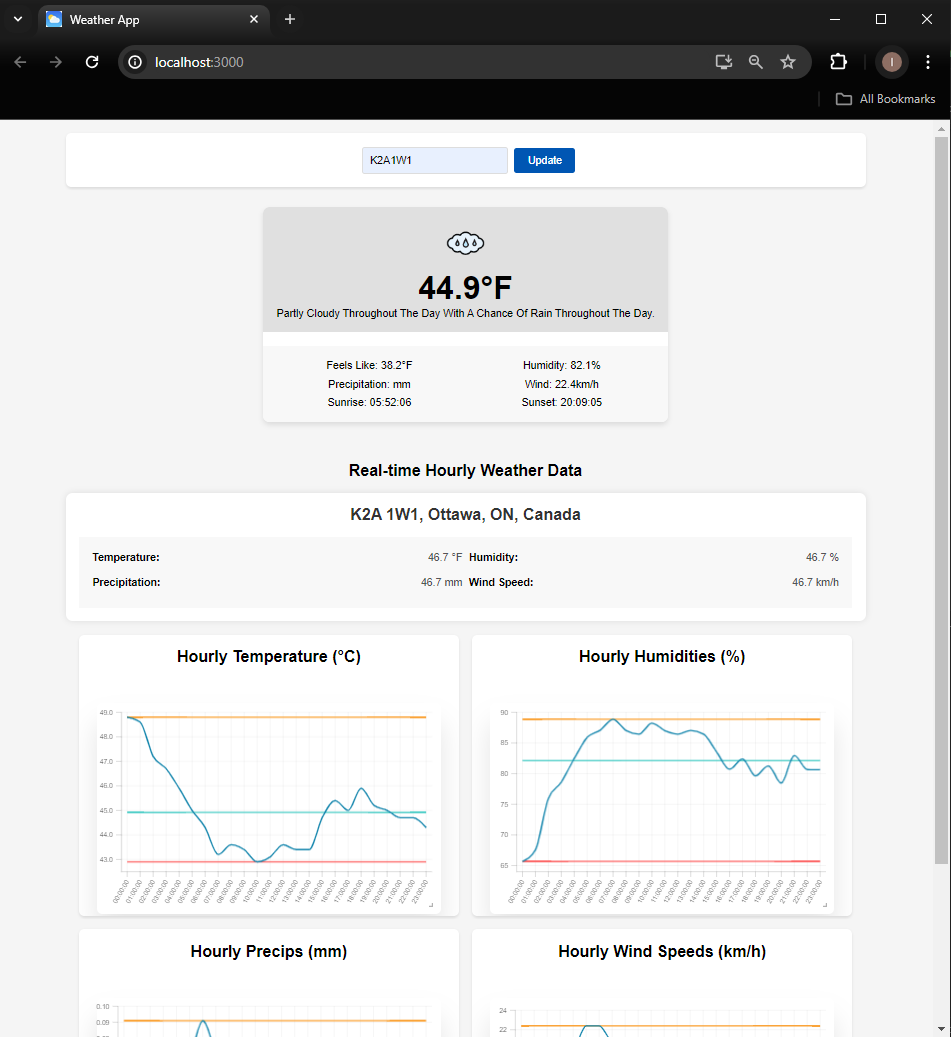 Weather App
localhost:3000
I
All Bookmarks
K2A1W1 Update
44.9°F
Partly Cloudy Throughout The Day With A Chance Of Rain Throughout The Day.
Feels Like: 38.2°F Humidity: 82.1%
Precipitation: mm Wind: 22.4km/h
Sunrise: 05:52:06 Sunset: 20:09:05
Real-time Hourly Weather Data
K2A 1W1, Ottawa, ON, Canada
Temperature: 46.7 °F Humidity: 46.7 %
Precipitation: 46.7 mm Wind Speed: 46.7 km/h
Hourly Temperature (°C)
49.0
48.0
47.0
46.0
45.0
44.0
43.0
00:00:00 01:00:00 02:00:00 03:00:00 04:00:00 05:00:00 06:00:00 07:00:00 08:00:00 09:00:00 10:00:00 11:00:00 12:00:00 13:00:00 14:00:00 15:00:00 16:00:00 17:00:00 18:00:00 19:00:00 20:00:00 21:00:00 22:00:00 23:00:00
Hourly Humidities (%)
90
85
80
75
70
65
00:00:00 01:00:00 02:00:00 03:00:00 04:00:00 05:00:00 06:00:00 07:00:00 08:00:00 09:00:00 10:00:00 11:00:00 12:00:00 13:00:00 14:00:00 15:00:00 16:00:00 17:00:00 18:00:00 19:00:00 20:00:00 21:00:00 22:00:00 23:00:00
Hourly Precips (mm)
0.10
0.09
Hourly Wind Speeds (km/h)
24
22